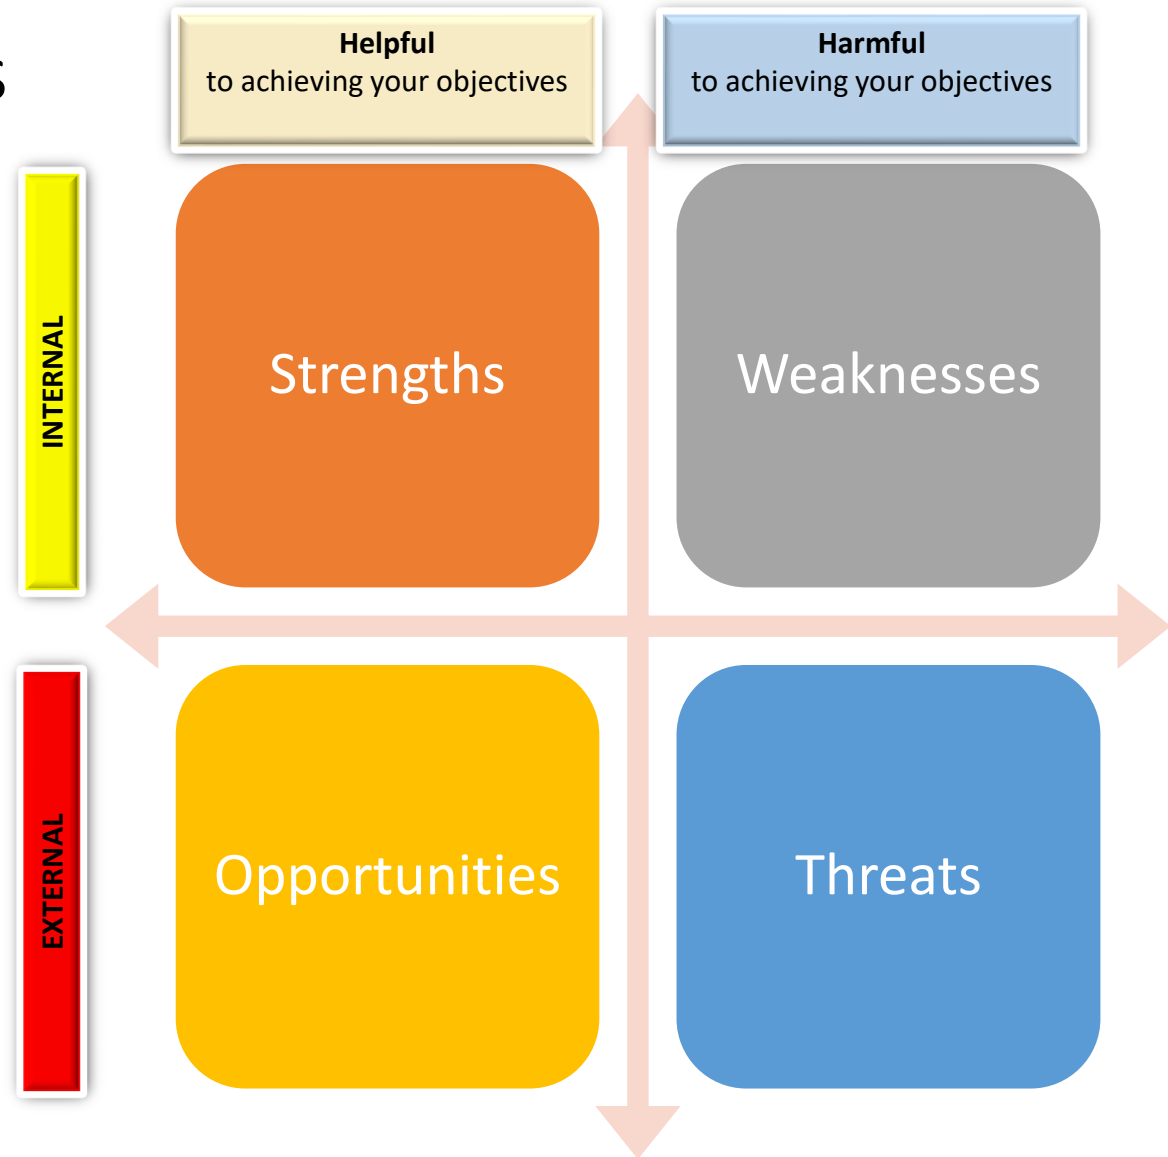 s
Helpful
to achieving your objectives
Harmful
to achieving your objectives
INTERNAL
Strengths
Weaknesses
EXTERNAL
Opportunities
Threats